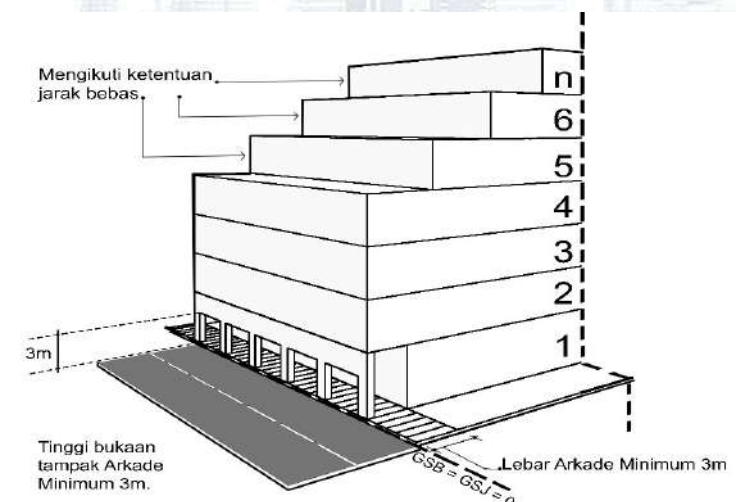 Mengikuti ketentuan
jarak bebas
n
6
5
4
3
2
1
3m
Tinggi bukaan
tampak Arkade
Minimum 3m.
Lebar Arkade Minimum 3m
GSB = GSJ = 0